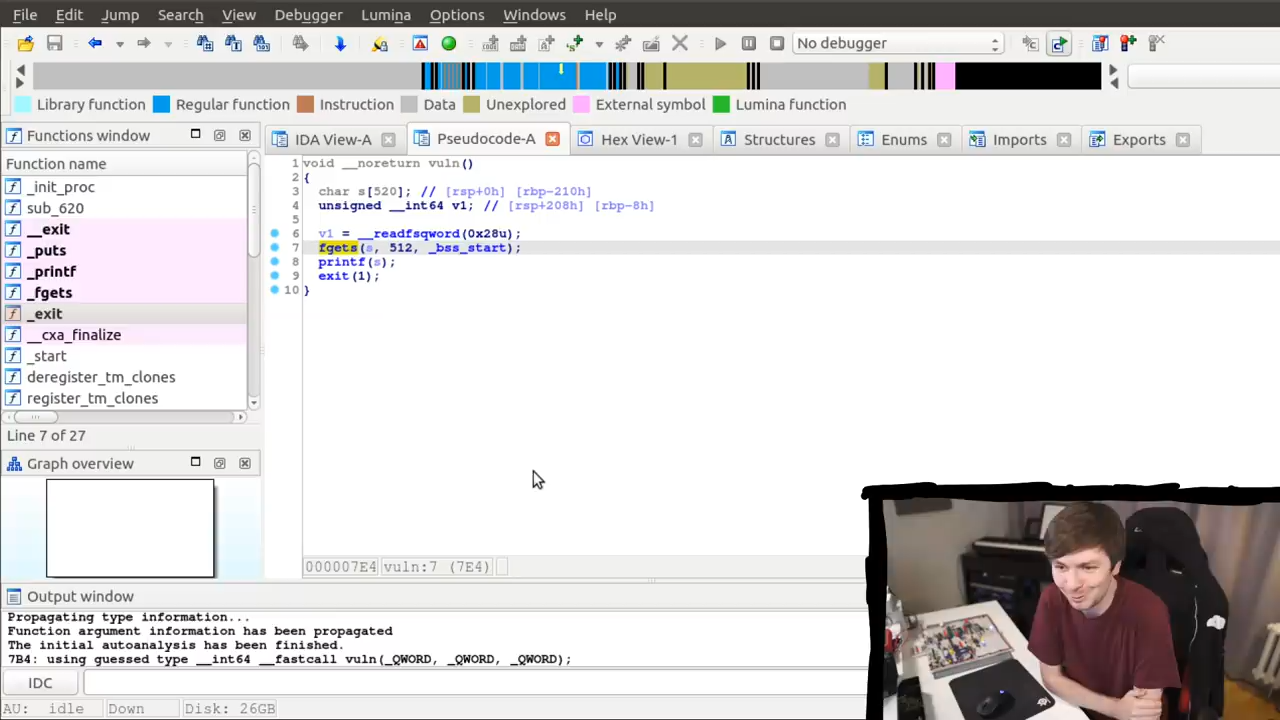 File Edit Jump Search View Debugger Lumina Options Windows Help
No debugger
Library function Regular function Instruction Data Unexplored External symbol Lumina function
Functions window
IDA View-A Pseudocode-A Hex View-1 Structures Enums Imports Exports
Function name
_init_proc
sub_620
__exit
_puts
_printf
_fgets
_exit
__cxa_finalize
_start
deregister_tm_clones
register_tm_clones
Line 7 of 27
Graph overview
1 void __noreturn vuln()
2 {
3 char s[520]; // [rsp+0h] [rbp-210h]
4 unsigned __int64 v1; // [rsp+208h] [rbp-8h]
5
6 v1 = __readfsqword(0x28u);
7 fgets(s, 512, _bss_start);
8 printf(s);
9 exit(1);
10 }
000007E4 vuln:7 (7E4)
Output window
Propagating type information...
Function argument information has been propagated
The initial autoanalysis has been finished.
7B4: using guessed type __int64 __fastcall vuln(_QWORD, _QWORD, _QWORD);
IDC
AU: idle Down Disk: 26GB